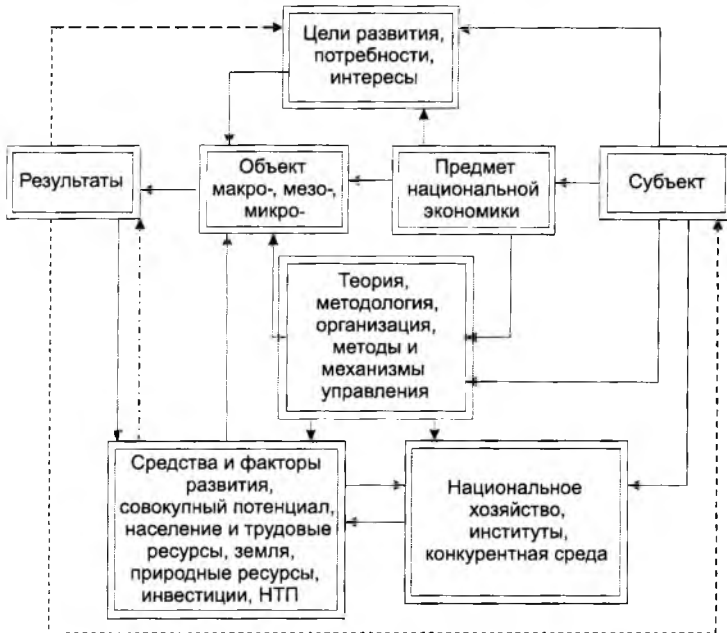 Цели развития,
потребности,
интересы
Результаты
Объект
макро-, мезо-,
микро-
Предмет
национальной
экономики
Субъект
Теория,
методология,
организация,
методы и
механизмы
управления
Средства и факторы
развития,
совокупный потенциал,
население и трудовые
ресурсы, земля,
природные ресурсы,
инвестиции, НТП
Национальное
хозяйство,
институты,
конкурентная среда